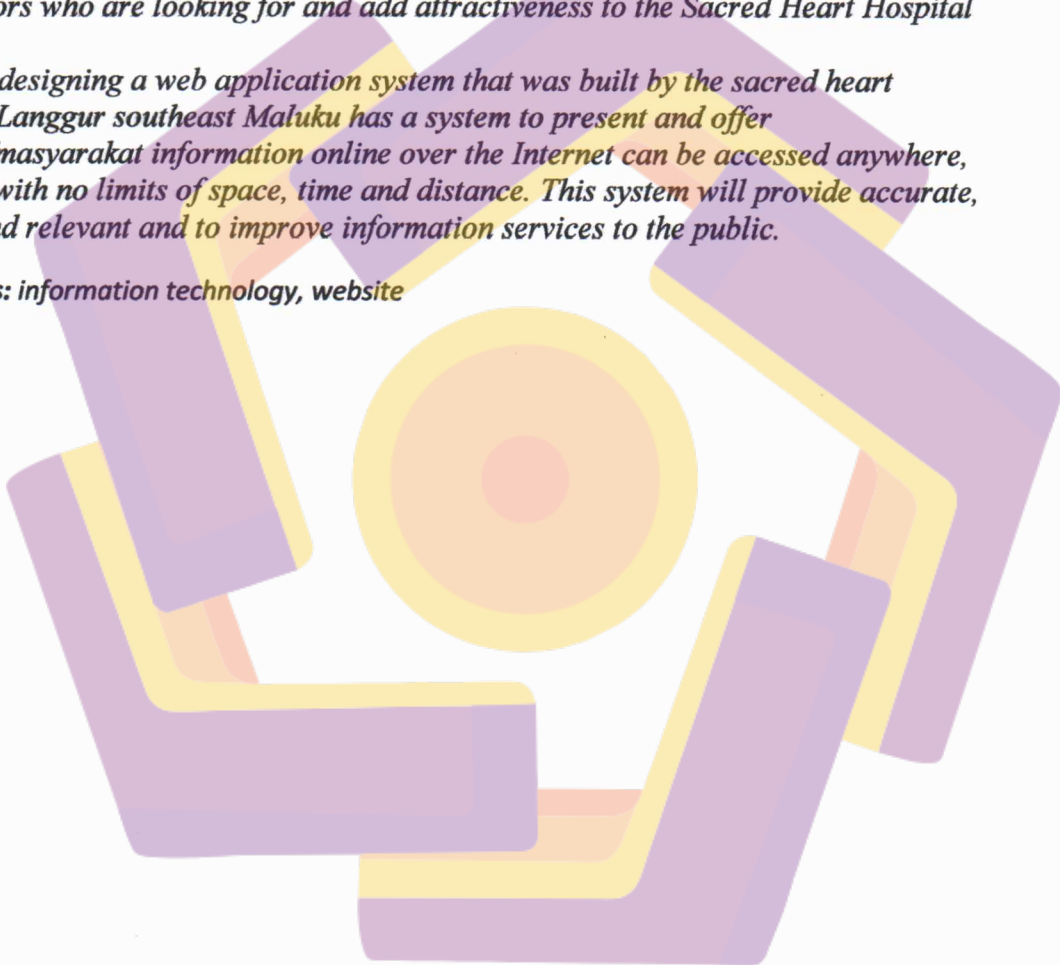 ors who are looking for and add attractiveness to the Sacred Heart Hospital
designing a web application system that was built by the sacred heart
Langgur southeast Maluku has a system to present and offer
masyarakat information online over the Internet can be accessed anywhere,
with no limits of space, time and distance. This system will provide accurate,
d relevant and to improve information services to the public.
s: information technology, website